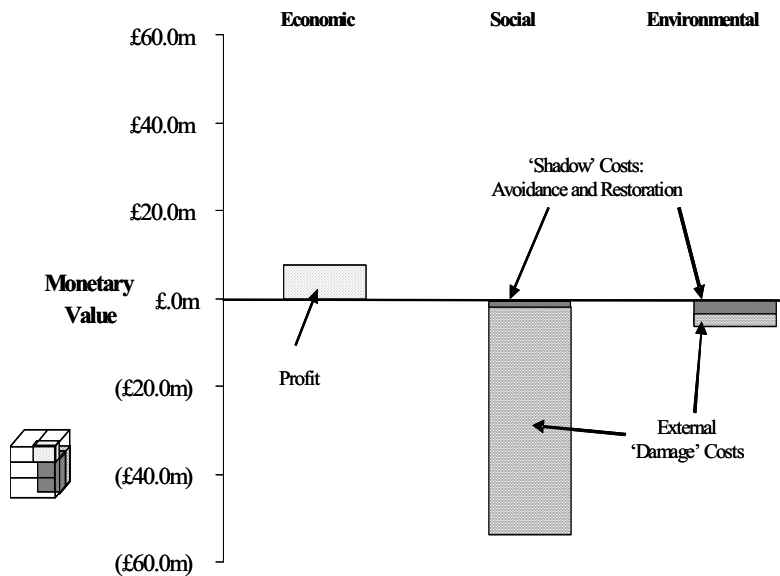 Economic Social Environmental
£60.0m
£40.0m
‘Shadow’ Costs:
Avoidance and Restoration
£20.0m
Monetary
Value
£.0m
Profit
(£20.0m)
External
‘Damage’ Costs
(£40.0m)
(£60.0m)